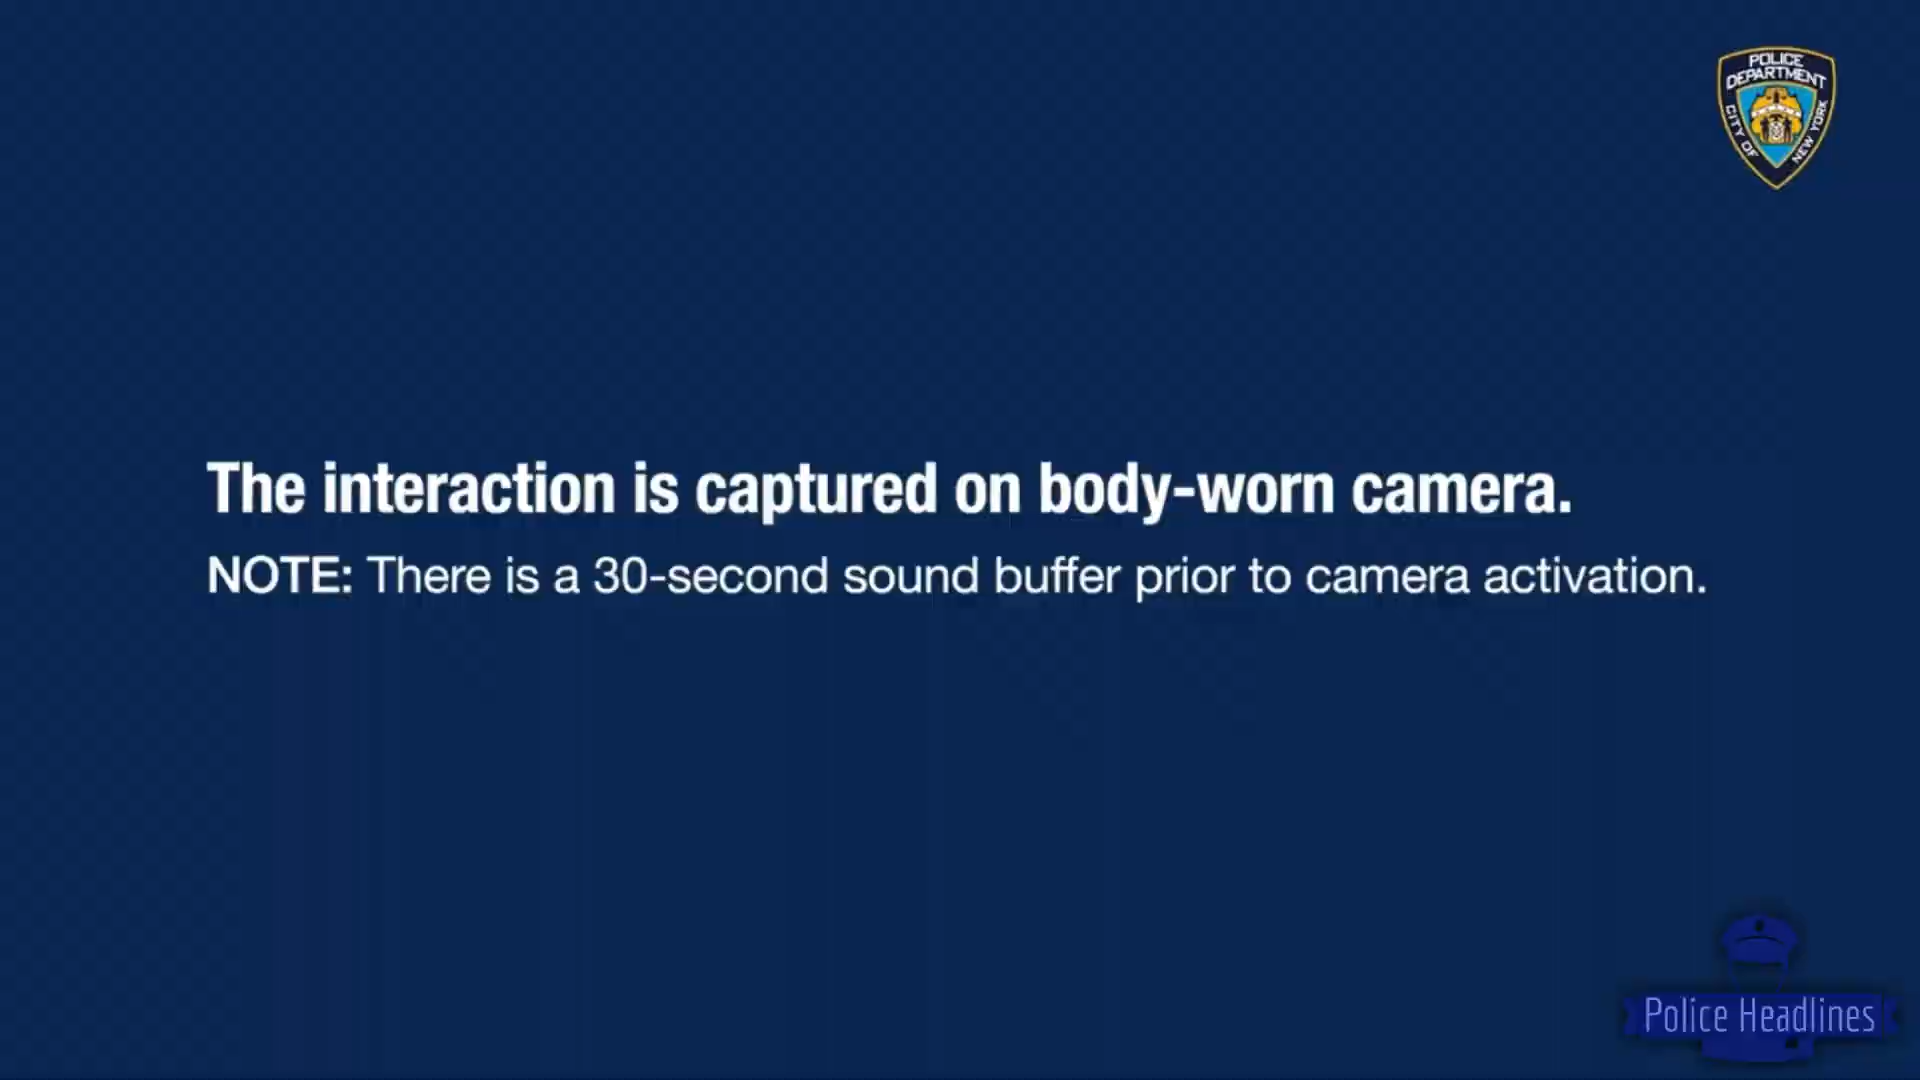 POLICE
DEPARTMENT
CITY OF
NEW YORK
The interaction is captured on body-worn camera.
NOTE: There is a 30-second sound buffer prior to camera activation.
Police Headlines